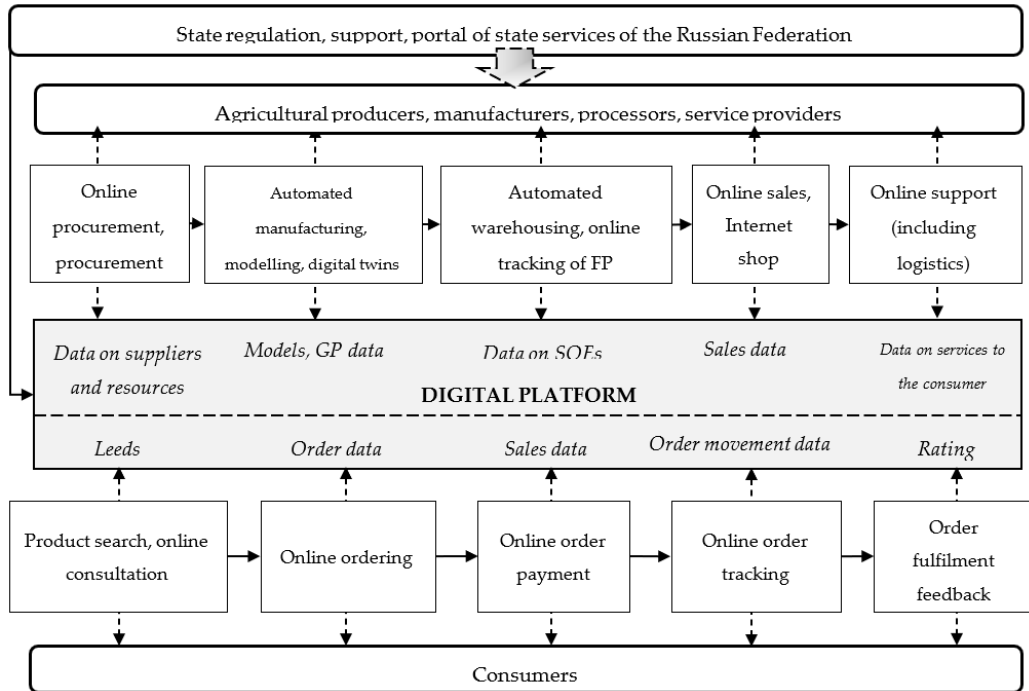 State regulation, support, portal of state services of the Russian Federation
Agricultural producers, manufacturers, processors, service providers
Online
procurement,
procurement
Automated
manufacturing,
modelling, digital twins
Automated
warehousing, online
tracking of FP
Online sales,
Internet
shop
Online support
(including
logistics)
Data on suppliers
and resources
Models, GP data
Data on SOEs
Sales data
Data on services to
the consumer
DIGITAL PLATFORM
Leeds
Order data
Sales data
Order movement data
Rating
Product search, online
consultation
Online ordering
Online order
payment
Online order
tracking
Order
fulfilment
feedback
Consumers